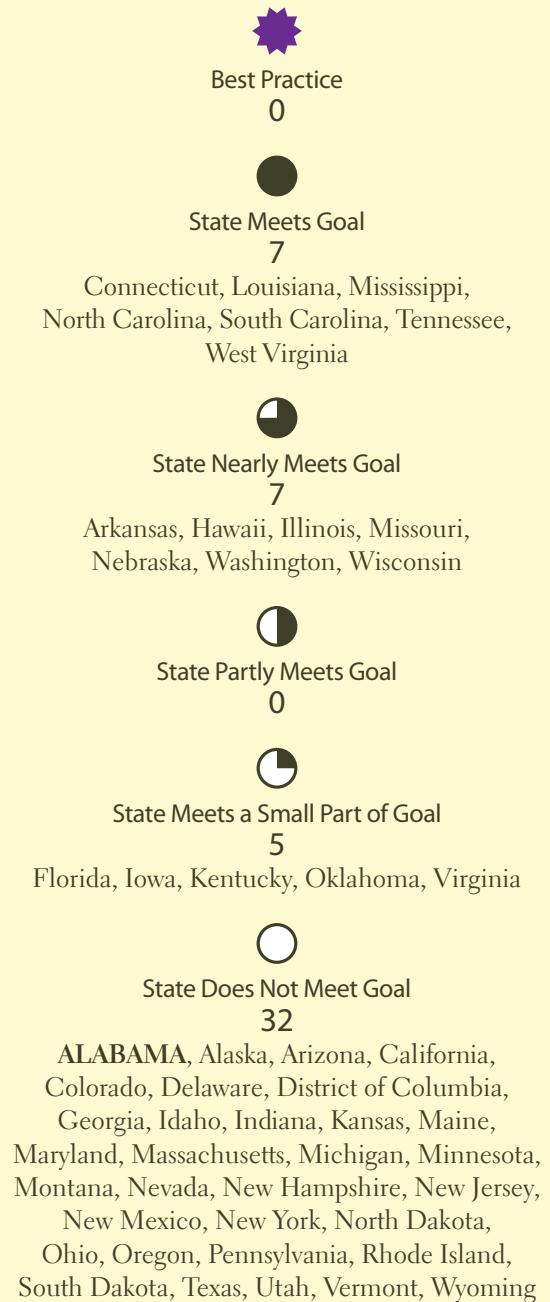 Best Practice
0
State Meets Goal
7
Connecticut, Louisiana, Mississippi,
North Carolina, South Carolina, Tennessee,
West Virginia
State Nearly Meets Goal
7
Arkansas, Hawaii, Illinois, Missouri,
Nebraska, Washington, Wisconsin
State Partly Meets Goal
0
State Meets a Small Part of Goal
5
Florida, Iowa, Kentucky, Oklahoma, Virginia
State Does Not Meet Goal
32
ALABAMA, Alaska, Arizona, California,
Colorado, Delaware, District of Columbia,
Georgia, Idaho, Indiana, Kansas, Maine,
Maryland, Massachusetts, Michigan, Minnesota,
Montana, Nevada, New Hampshire, New Jersey,
New Mexico, New York, North Dakota,
Ohio, Oregon, Pennsylvania, Rhode Island,
South Dakota, Texas, Utah, Vermont, Wyoming